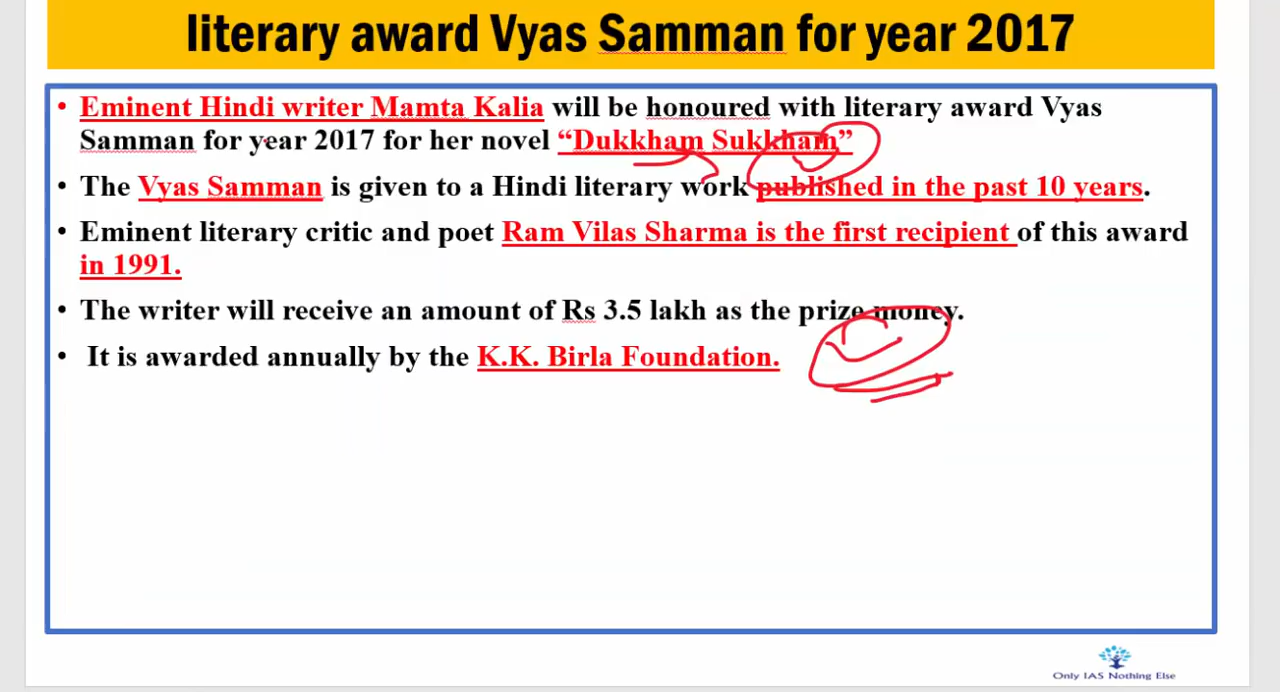 literary award Vyas Samman for year 2017
• Eminent Hindi writer Mamta Kalia will be honoured with literary award Vyas
Samman for year 2017 for her novel “Dukkham Sukkham”
• The Vyas Samman is given to a Hindi literary work published in the past 10 years.
• Eminent literary critic and poet Ram Vilas Sharma is the first recipient of this award
in 1991.
• The writer will receive an amount of Rs 3.5 lakh as the prize money.
• It is awarded annually by the K.K. Birla Foundation.
Only IAS Nothing Else